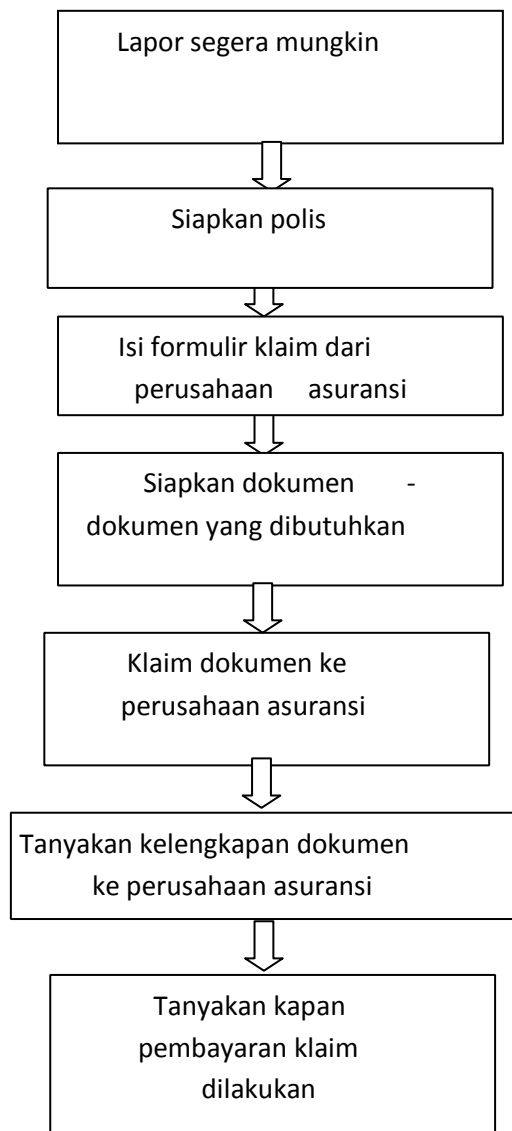 Lapor segera mungkin
Siapkan polis
Isi formulir klaim dari
perusahaan asuransi
Siapkan dokumen -
dokumen yang dibutuhkan
Klaim dokumen ke
perusahaan asuransi
Tanyakan kelengkapan dokumen
ke perusahaan asuransi
Tanyakan kapan
pembayaran klaim
dilakukan